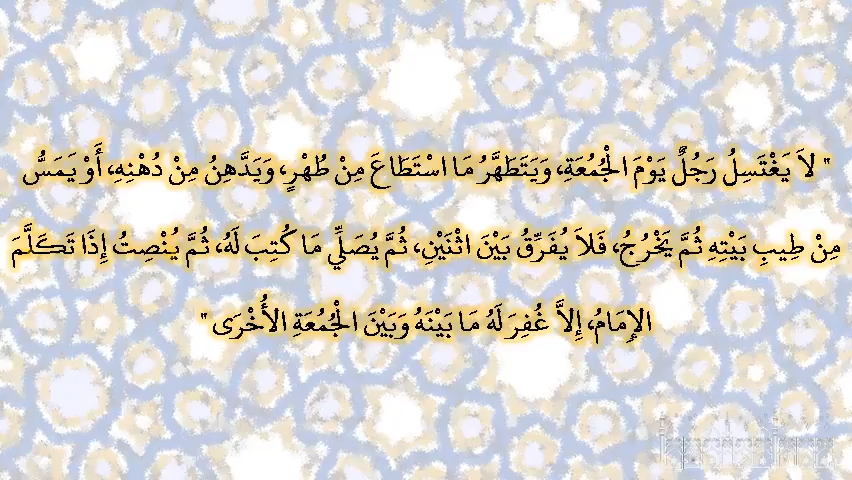 " لاَ يَغْتَسِلُ رَجُلٌ يَوْمَ الْجُمُعَةِ، وَيَتَطَهَّرُ مَا اسْتَطَاعَ مِنْ طُهْرٍ، وَيَدَّهِنُ مِنْ دُهْنِهِ، أَوْ يَمَسُّ
مِنْ طِيبِ بَيْتِهِ ثُمَّ يَخْرُجُ، فَلاَ يُفَرِّقُ بَيْنَ اثْنَيْنِ، ثُمَّ يُصَلِّي مَا كُتِبَ لَهُ، ثُمَّ يُنْصِتُ إِذَا تَكَلَّمَ
الإِمَامُ، إِلاَّ غُفِرَ لَهُ مَا بَيْنَهُ وَبَيْنَ الْجُمُعَةِ الأُخْرَى "